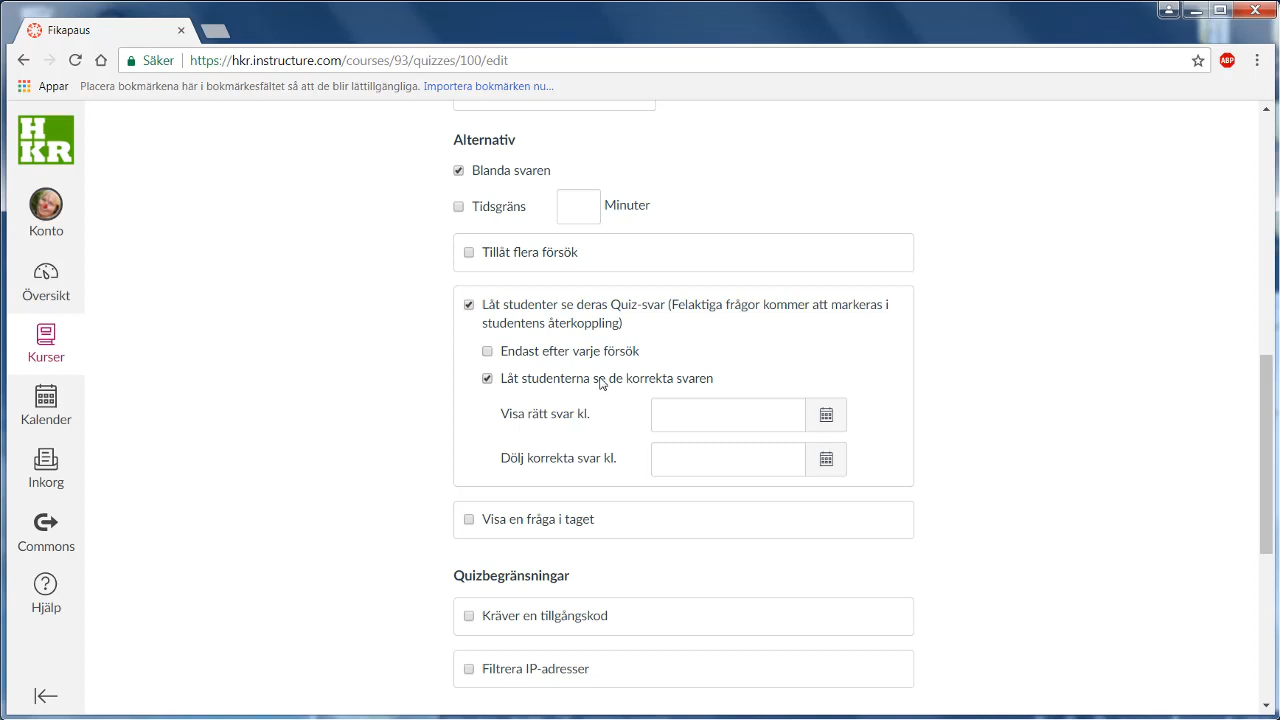 Fikapaus
Säker
https://hkr.instructure.com/courses/93/quizzes/100/edit
ABP
Appar
Placera bokmärkena här i bokmärkesfältet så att de blir lättillgängliga. Importera bokmärken nu...
H
KR
Konto
Översikt
Kurser
Kalender
Inkorg
Commons
Hjälp
Alternativ
Blanda svaren
Tidsgräns
Minuter
Tillåt flera försök
Låt studenter se deras Quiz-svar (Felaktiga frågor kommer att markeras i
studentens återkoppling)
Endast efter varje försök
Låt studenterna se de korrekta svaren
Visa rätt svar kl.
Dölj korrekta svar kl.
Visa en fråga i taget
Quizbegränsningar
Kräver en tillgångskod
Filtrera IP-adresser